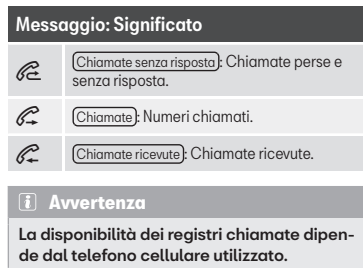 Messaggio: Significato
Chiamate senza risposta: Chiamate perse e
senza risposta.
Chiamate: Numeri chiamati.
Chiamate ricevute: Chiamate ricevute.
i Avvertenza
La disponibilità dei registri chiamate dipen-
de dal telefono cellulare utilizzato.